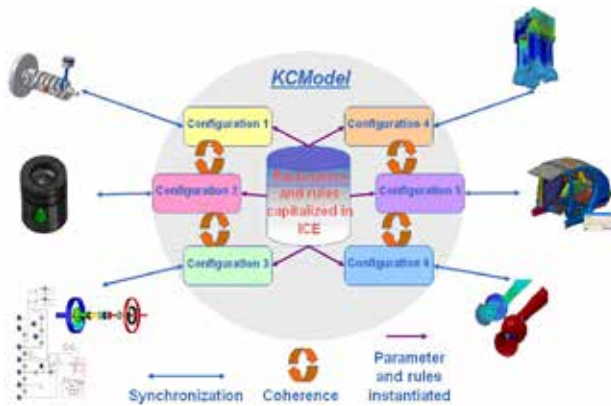 KCModel
Configuration 1
Configuration 4
Configuration 2
Parameters
and rules
capitalized in
ICE
Configuration 5
Configuration 3
Configuration 6
Synchronization
Coherence
Parameter
and rules
instantiated